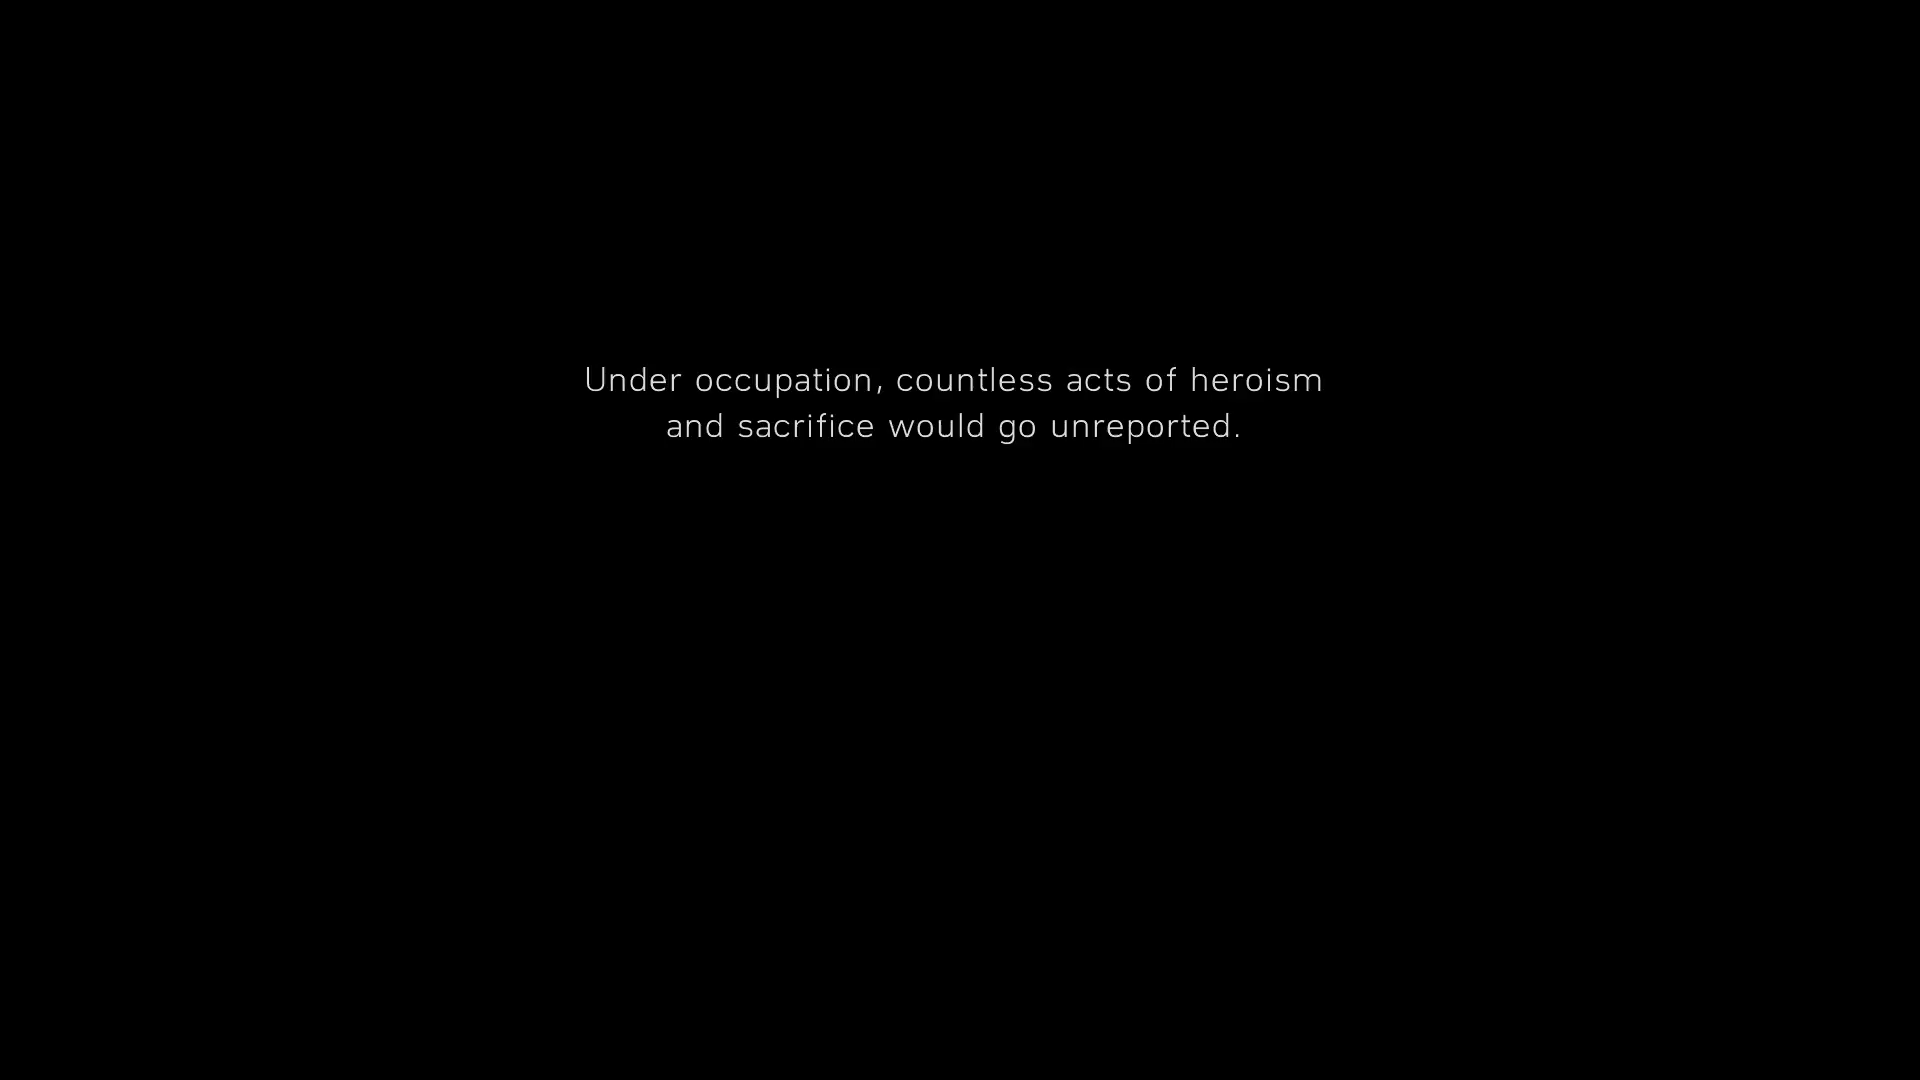 Under occupation, countless acts of heroism
and sacrifice would go unreported.